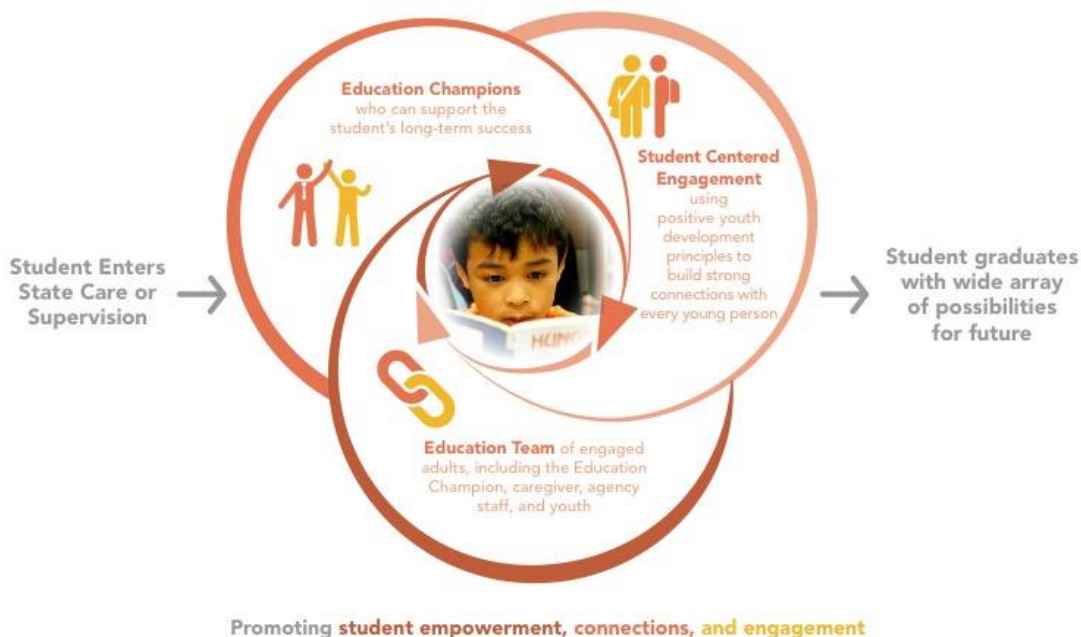 Education Champions
who can support the
student's long-term success
Student Centered
Engagement
using
positive youth
development
principles to
build strong
connections with
every young person
Student Enters
State Care or
Supervision
Student graduates
with wide array
of possibilities
for future
HUNG
Education Team of engaged
adults, including the Education
Champion, caregiver, agency
staff, and youth
Promoting student empowerment, connections, and engagement